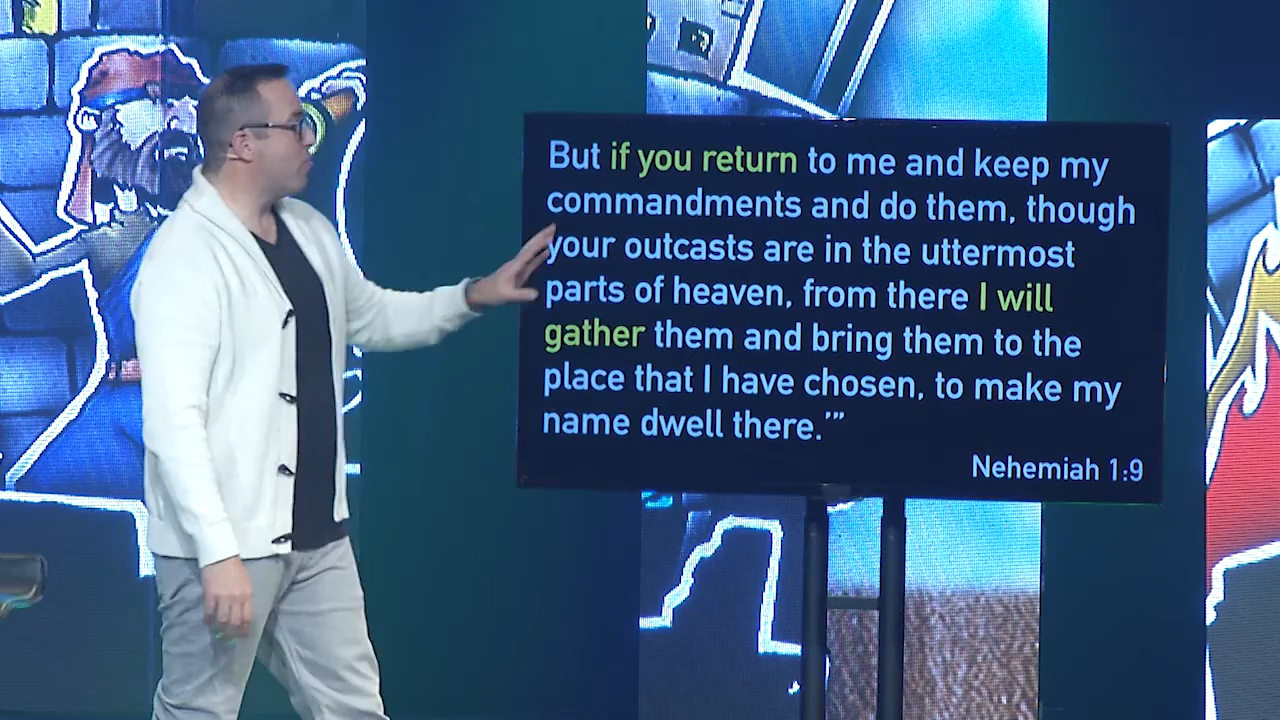 But if you return to me and keep my
commandments and do them, though
your outcasts are in the uttermost
parts of heaven, from there I will
gather them and bring them to the
place that I have chosen, to make my
name dwell there.’”
Nehemiah 1:9